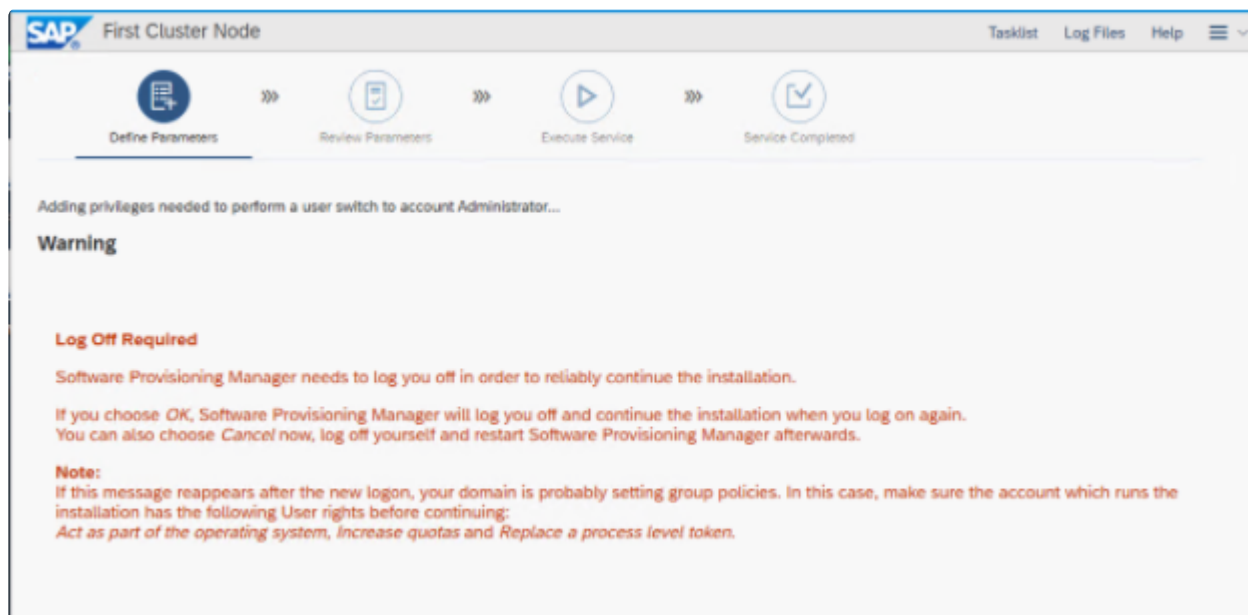 SAP First Cluster Node Tasklist Log Files Help
Define Parameters Review Parameters Execute Service Service Completed
Adding privileges needed to perform a user switch to account Administrator...
Warning
Log Off Required
Software Provisioning Manager needs to log you off in order to reliably continue the installation.
If you choose OK, Software Provisioning Manager will log you off and continue the installation when you log on again.
You can also choose Cancel now, log off yourself and restart Software Provisioning Manager afterwards.
Note:
If this message reappears after the new logon, your domain is probably setting group policies. In this case, make sure the account which runs the
installation has the following User rights before continuing:
Act as part of the operating system, Increase quotas and Replace a process level token.